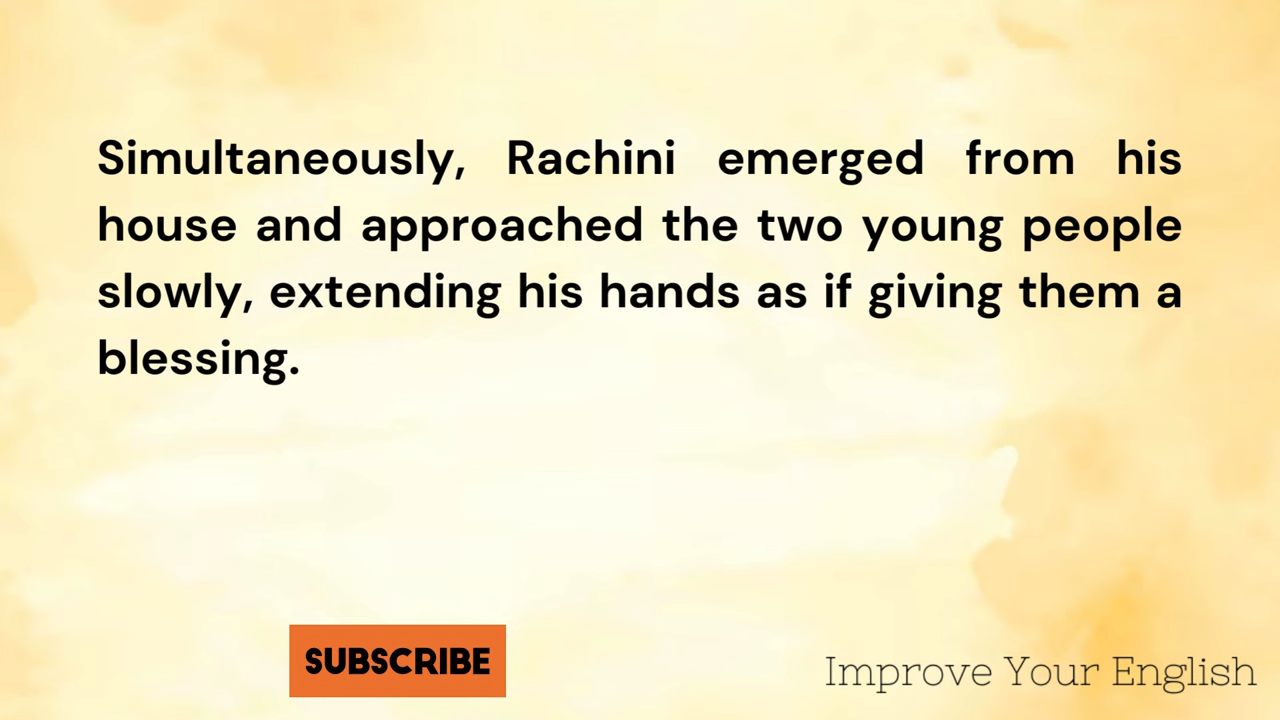 Simultaneously, Rachini emerged from his
house and approached the two young people
slowly, extending his hands as if giving them a
blessing.
SUBSCRIBE
Improve Your English